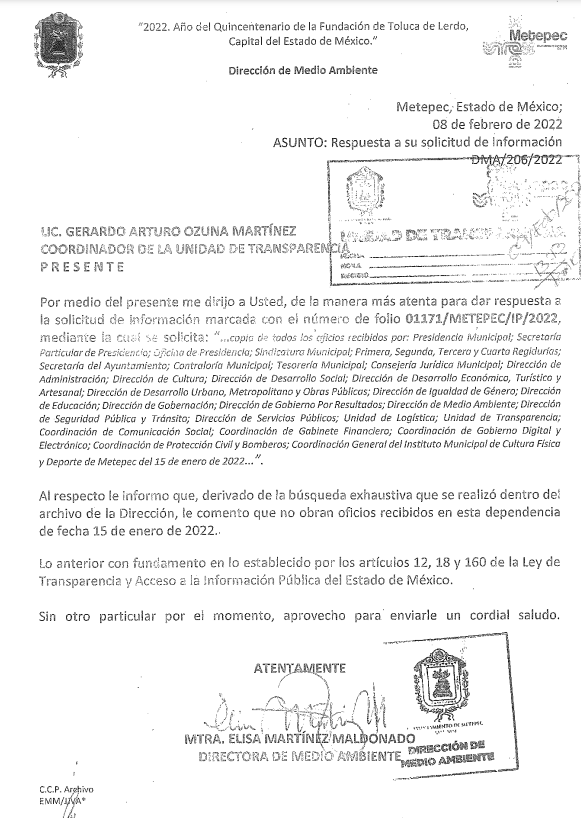 "2022. Año del Quincentenario de la Fundación de Toluca de Lerdo,
Capital del Estado de México."
Metepec
Dirección de Medio Ambiente
Metepec, Estado de México;
08 de febrero de 2022
ASUNTO: Respuesta a su solicitud de información
DMA/206/2022
LIC. GERARDO ARTURO OZUNA MARTÍNEZ
COORDINADOR DE LA UNIDAD DE TRANSPARENCIA
P R E S E N T E
UNIDAD DE
Por medio del presente me dirijo a Usted, de la manera más atenta para dar respuesta a
la solicitud de información marcada con el número de folio 01171/METEPEC/IP/2022,
mediante la cual se solicita: "...copia de todos los oficios recibidos por: Presidencia Municipal; Secretaría
Particular de Presidencia; Oficina de Presidencia; Sindicatura Municipal; Primera, Segunda, Tercera y Cuarta Regidurías;
Secretaría del Ayuntamiento; Contraloría Municipal; Tesorería Municipal; Consejería Jurídica Municipal; Dirección de
Administración; Dirección de Cultura; Dirección de Desarrollo Social; Dirección de Desarrollo Económico, Turístico y
Artesanal; Dirección de Desarrollo Urbano, Metropolitano y Obras Públicas; Dirección de Igualdad de Género; Dirección
de Educación; Dirección de Gobernación; Dirección de Gobierno Por Resultados; Dirección de Medio Ambiente; Dirección
de Seguridad Pública y Tránsito; Dirección de Servicios Públicos; Unidad de Logística; Unidad de Transparencia;
Coordinación de Comunicación Social; Coordinación de Gabinete Financiero; Coordinación de Gobierno Digital y
Electrónico; Coordinación de Protección Civil y Bomberos; Coordinación General del Instituto Municipal de Cultura Física
y Deporte de Metepec del 15 de enero de 2022...".
Al respecto le informo que, derivado de la búsqueda exhaustiva que se realizó dentro del
archivo de la Dirección, le comento que no obran oficios recibidos en esta dependencia
de fecha 15 de enero de 2022..
Lo anterior con fundamento en lo establecido por los artículos 12, 18 y 160 de la Ley de
Transparencia y Acceso a la Información Pública del Estado de México.
Sin otro particular por el momento, aprovecho para enviarle un cordial saludo.
ATENTAMENTE
AYUNTAMIENTO DE METEPEC
MTRA. ELISA MARTÍNEZ MALDONADO
DIRECTORA DE MEDIO AMBIENTE
DIRECCIÓN DE
MEDIO AMBIENTE
C.C.P. Archivo
EMM/JVA*